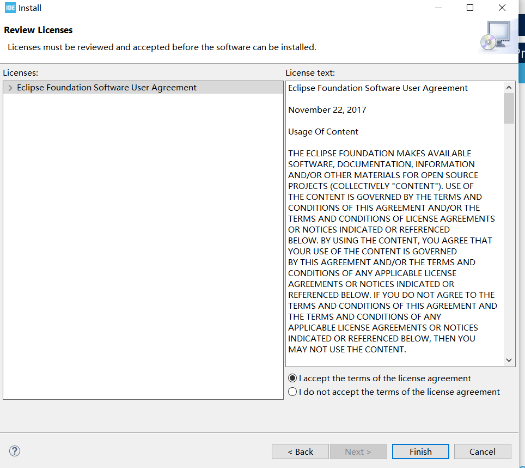 IDE Install
Review Licenses
Licenses must be reviewed and accepted before the software can be installed.
Licenses:
Eclipse Foundation Software User Agreement
License text:
Eclipse Foundation Software User Agreement
November 22, 2017
Usage Of Content
THE ECLIPSE FOUNDATION MAKES AVAILABLE
SOFTWARE, DOCUMENTATION, INFORMATION
AND/OR OTHER MATERIALS FOR OPEN SOURCE
PROJECTS (COLLECTIVELY "CONTENT"). USE OF
THE CONTENT IS GOVERNED BY THE TERMS AND
CONDITIONS OF THIS AGREEMENT AND/OR THE
TERMS AND CONDITIONS OF LICENSE AGREEMENTS
OR NOTICES INDICATED OR REFERENCED
BELOW. BY USING THE CONTENT, YOU AGREE THAT
YOUR USE OF THE CONTENT IS GOVERNED
BY THIS AGREEMENT AND/OR THE TERMS AND
CONDITIONS OF ANY APPLICABLE LICENSE
AGREEMENTS OR NOTICES INDICATED OR
REFERENCED BELOW. IF YOU DO NOT AGREE TO THE
TERMS AND CONDITIONS OF THIS AGREEMENT AND
THE TERMS AND CONDITIONS OF ANY
APPLICABLE LICENSE AGREEMENTS OR NOTICES
INDICATED OR REFERENCED BELOW, THEN YOU
MAY NOT USE THE CONTENT.
I accept the terms of the license agreement
I do not accept the terms of the license agreement
? < Back Next > Finish Cancel